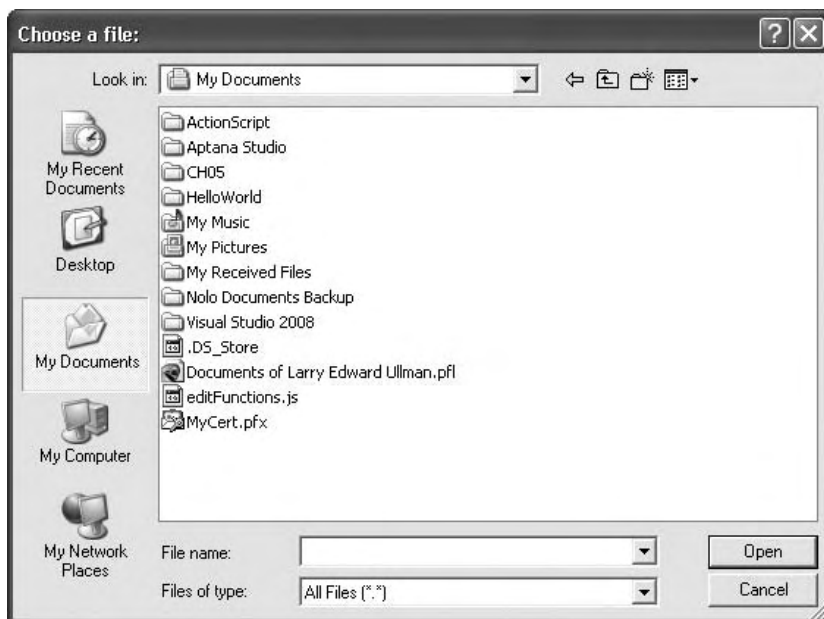 Choose a file:
Look in:
My Documents
My Recent
Documents
Desktop
My Documents
My Computer
My Network
Places
ActionScript
Aptana Studio
CH05
HelloWorld
My Music
My Pictures
My Received Files
Nolo Documents Backup
Visual Studio 2008
.DS_Store
Documents of Larry Edward Ullman.pfl
editFunctions.js
MyCert.pfx
File name:
Open
Files of type:
All Files (*.*)
Cancel